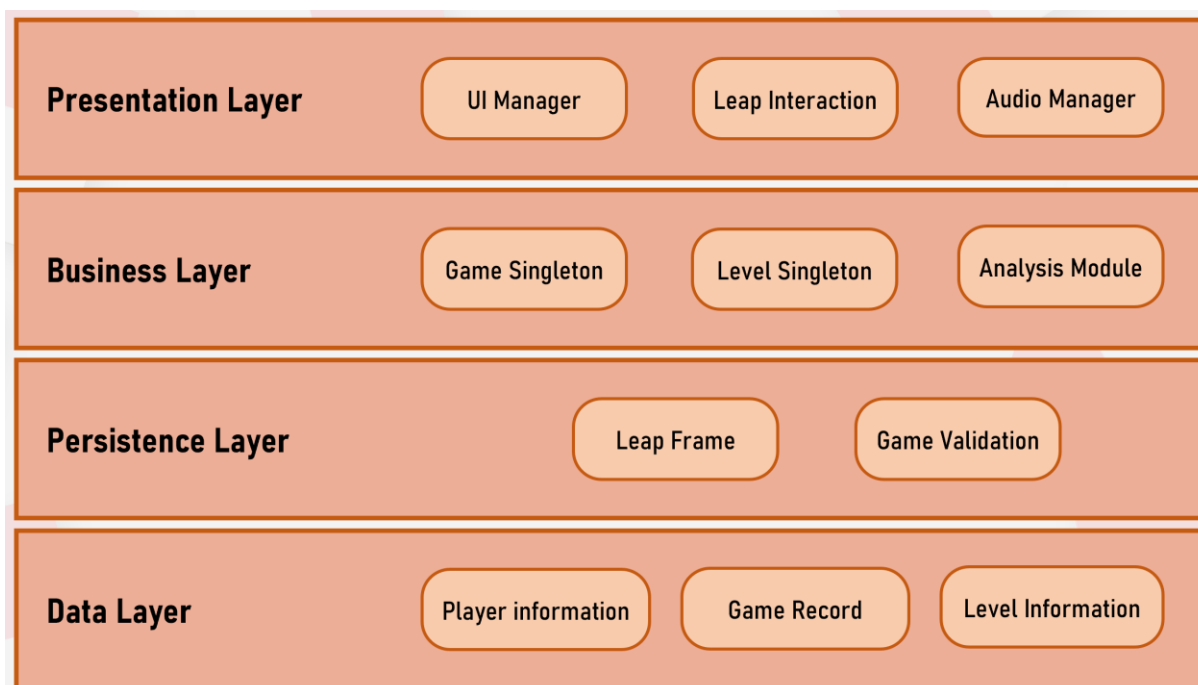 Presentation Layer
UI Manager
Leap Interaction
Audio Manager
Business Layer
Game Singleton
Level Singleton
Analysis Module
Persistence Layer
Leap Frame
Game Validation
Data Layer
Player information
Game Record
Level Information